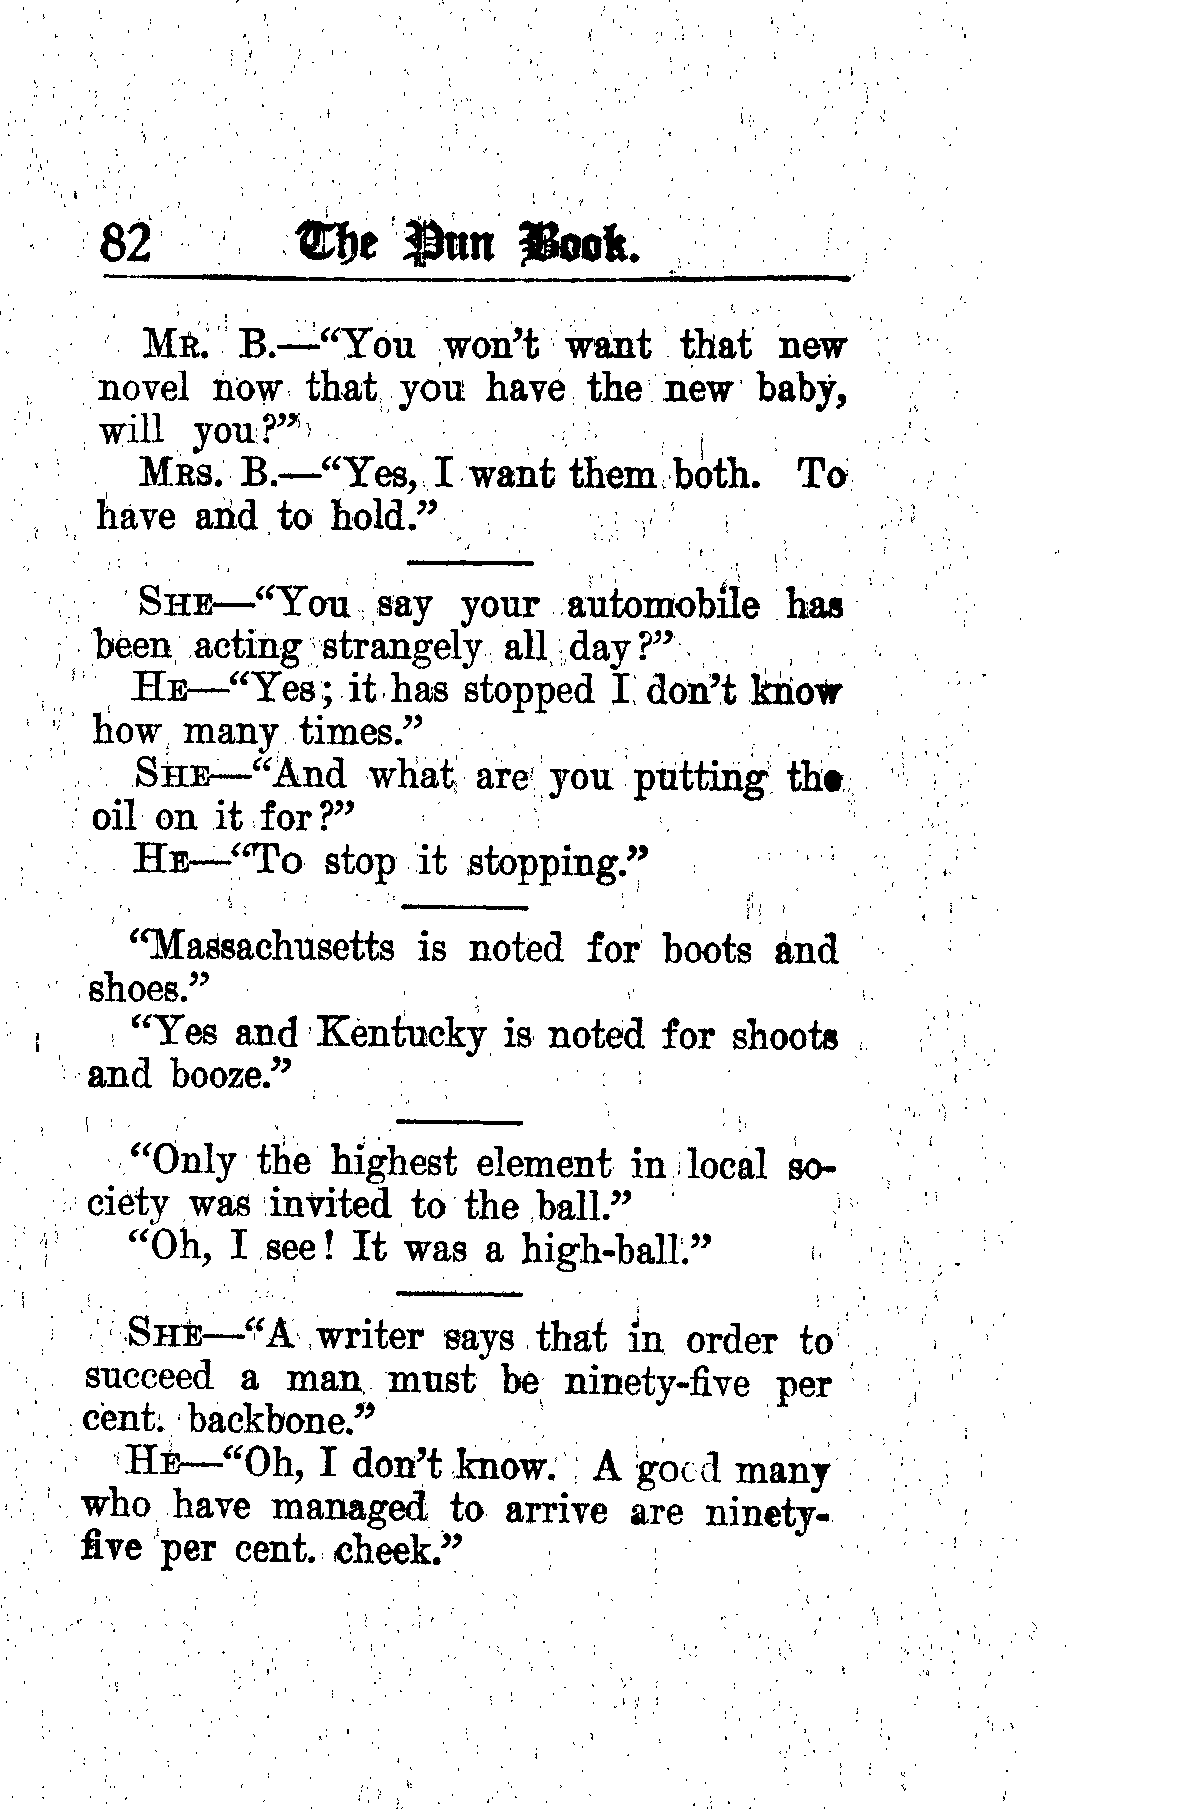 82 The Pun Book.
MR. B.—“You won’t want that new
novel now that you have the new baby,
will you?”
MRS. B.—“Yes, I want them both. To
have and to hold.”
SHE—“You say your automobile has
been acting strangely all day?”
HE—“Yes; it has stopped I don’t know
how many times.”
SHE—“And what are you putting the
oil on it for?”
HE—“To stop it stopping.”
“Massachusetts is noted for boots and
shoes.”
“Yes and Kentucky is noted for shoots
and booze.”
“Only the highest element in local so-
ciety was invited to the ball.”
“Oh, I see! It was a high-ball.”
SHE—“A writer says that in order to
succeed a man must be ninety-five per
cent. backbone.”
HE—“Oh, I don’t know. A good many
who have managed to arrive are ninety-
five per cent. cheek.”